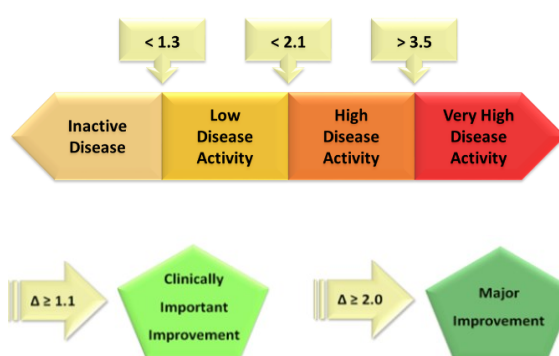 < 1.3
< 2.1
> 3.5
Inactive
Disease
Low
Disease
Activity
High
Disease
Activity
Very High
Disease
Activity
Δ ≥ 1.1
Clinically
Important
Improvement
Δ ≥ 2.0
Major
Improvement